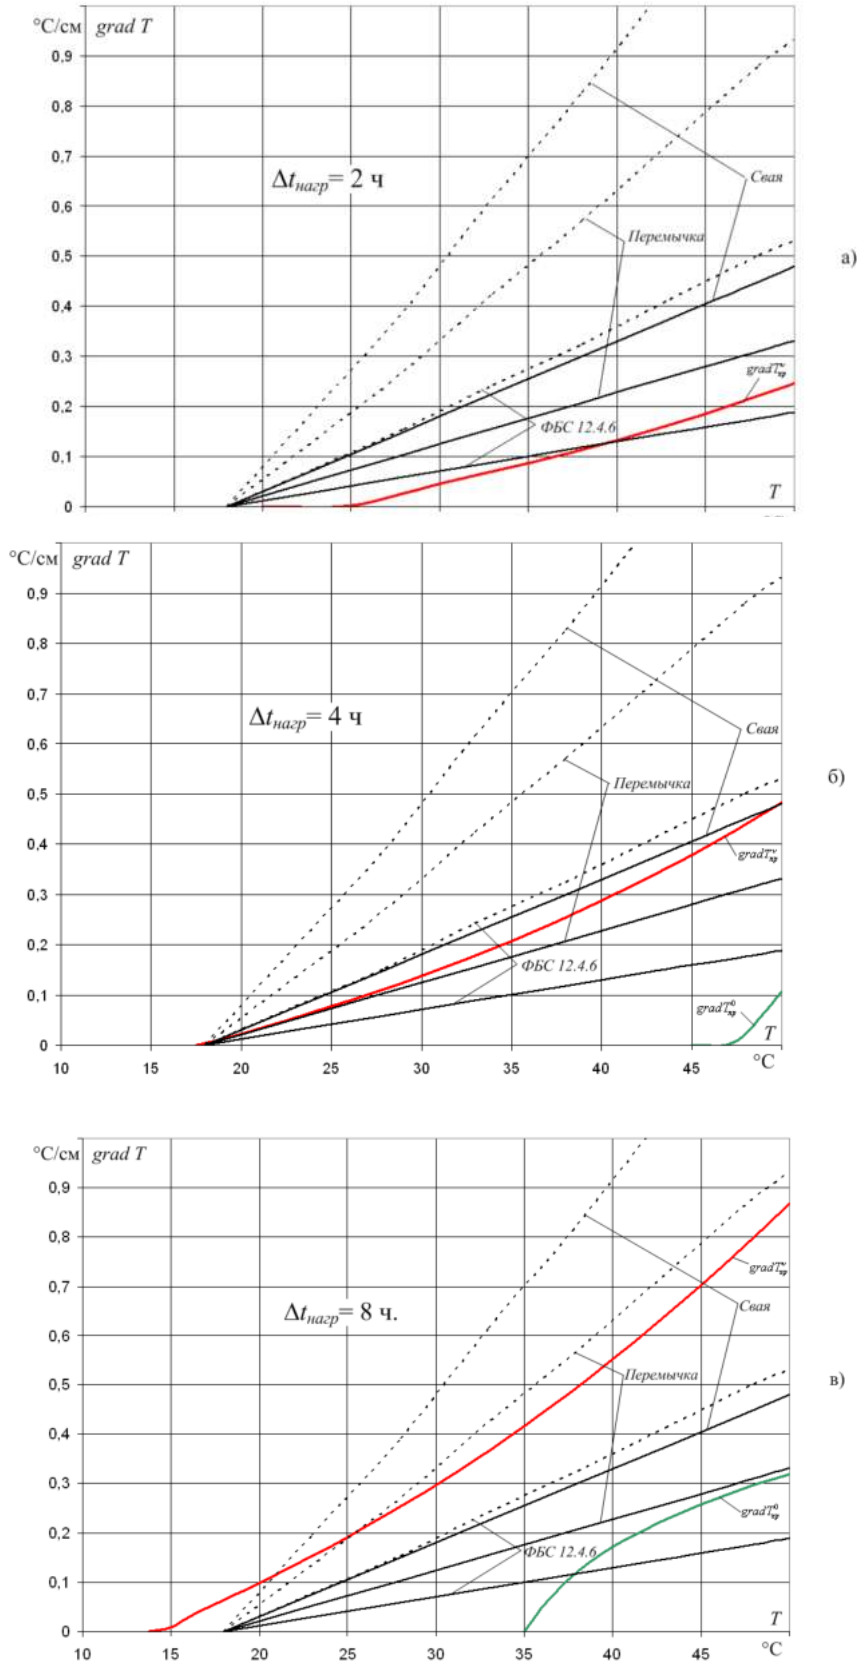 °C/см grad T
0,9
0,8
0,7
Δtнагр= 2 ч
Свая
0,6
Перемычка
0,5
а)
0,4
0,3
gradTᵥₚʷ
0,2
ФБС 12.4.6
0,1
T
0
°C/см grad T
0,9
0,8
0,7
Δtнагр= 4 ч
Свая
0,6
Перемычка
б)
0,5
0,4
0,3
0,2
ФБС 12.4.6
0,1
T
0
10 15 20 25 30 35 40 45 °C
°C/см grad T
0,9
0,8
0,7
Δtнагр= 8 ч.
Свая
0,6
Перемычка
в)
0,5
0,4
0,3
0,2
ФБС 12.4.6
0,1
T
0
10 15 20 25 30 35 40 45 °C